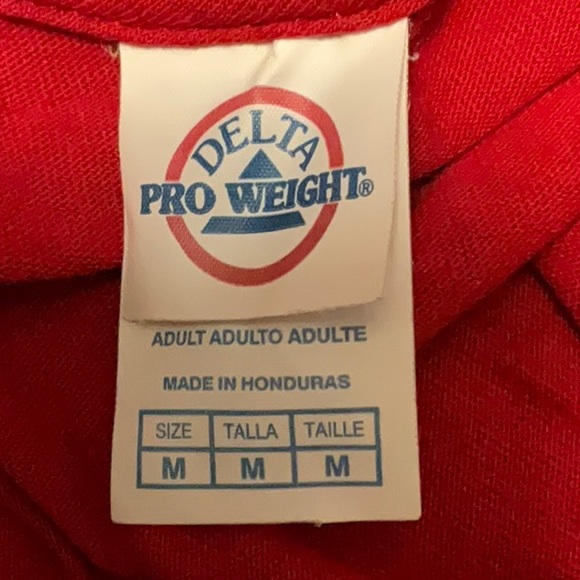 DELTA
PRO WEIGHT®
ADULT ADULTO ADULTE
MADE IN HONDURAS
SIZE TALLA TAILLE
M M M